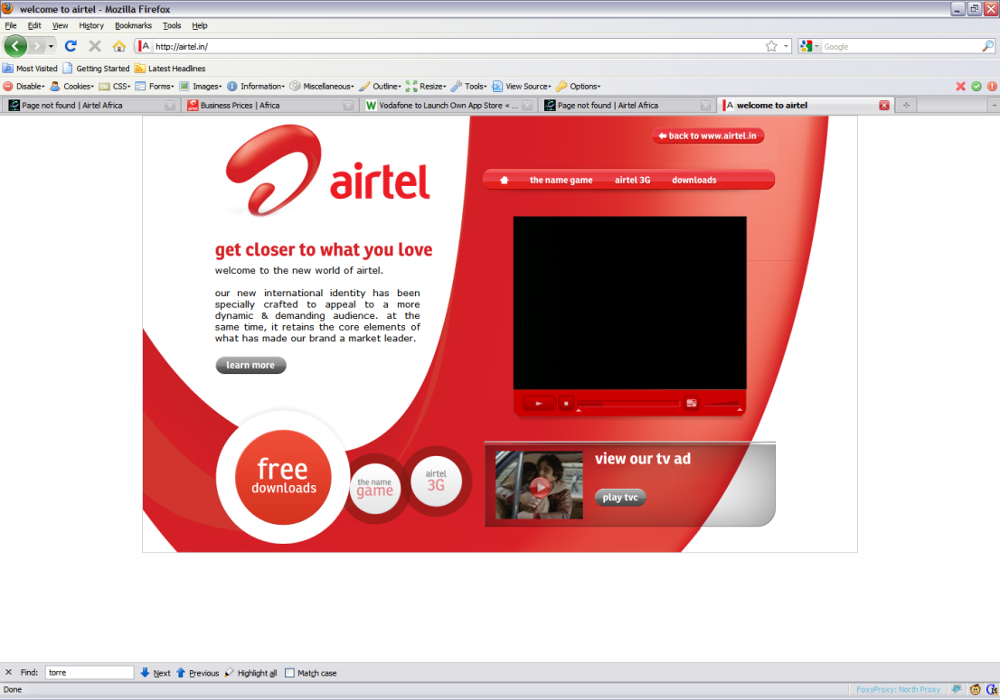 welcome to airtel - Mozilla Firefox
File Edit View History Bookmarks Tools Help
A http://airtel.in/ Google
Most Visited Getting Started Latest Headlines
Disable Cookies CSS Forms Images Information Miscellaneous Outline Resize Tools View Source Options
Page not found | Airtel Africa Business Prices | Africa W Vodafone to Launch Own App Store « ... Page not found | Airtel Africa A welcome to airtel
back to www.airtel.in
airtel
the name game airtel 3G downloads
get closer to what you love
welcome to the new world of airtel.
our new international identity has been
specially crafted to appeal to a more
dynamic & demanding audience. at the
same time, it retains the core elements of
what has made our brand a market leader.
learn more
free
downloads
the name
game
airtel
3G
view our tv ad
play tvc
Find: torre Next Previous Highlight all Match case
Done FoxyProxy: North Proxy